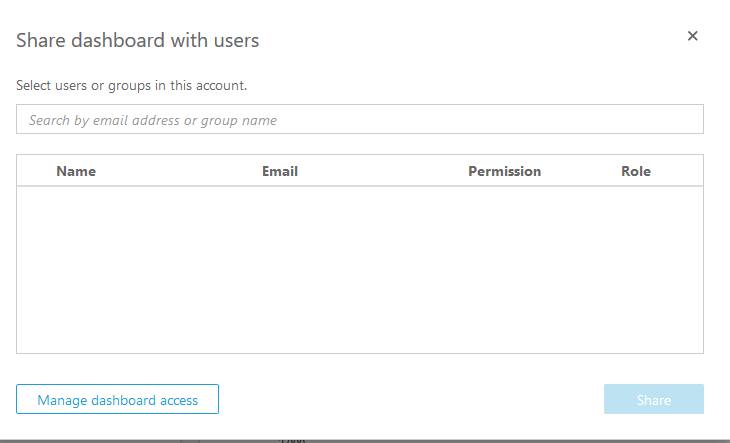 Share dashboard with users
Select users or groups in this account.
Search by email address or group name
Name Email Permission Role
Manage dashboard access Share